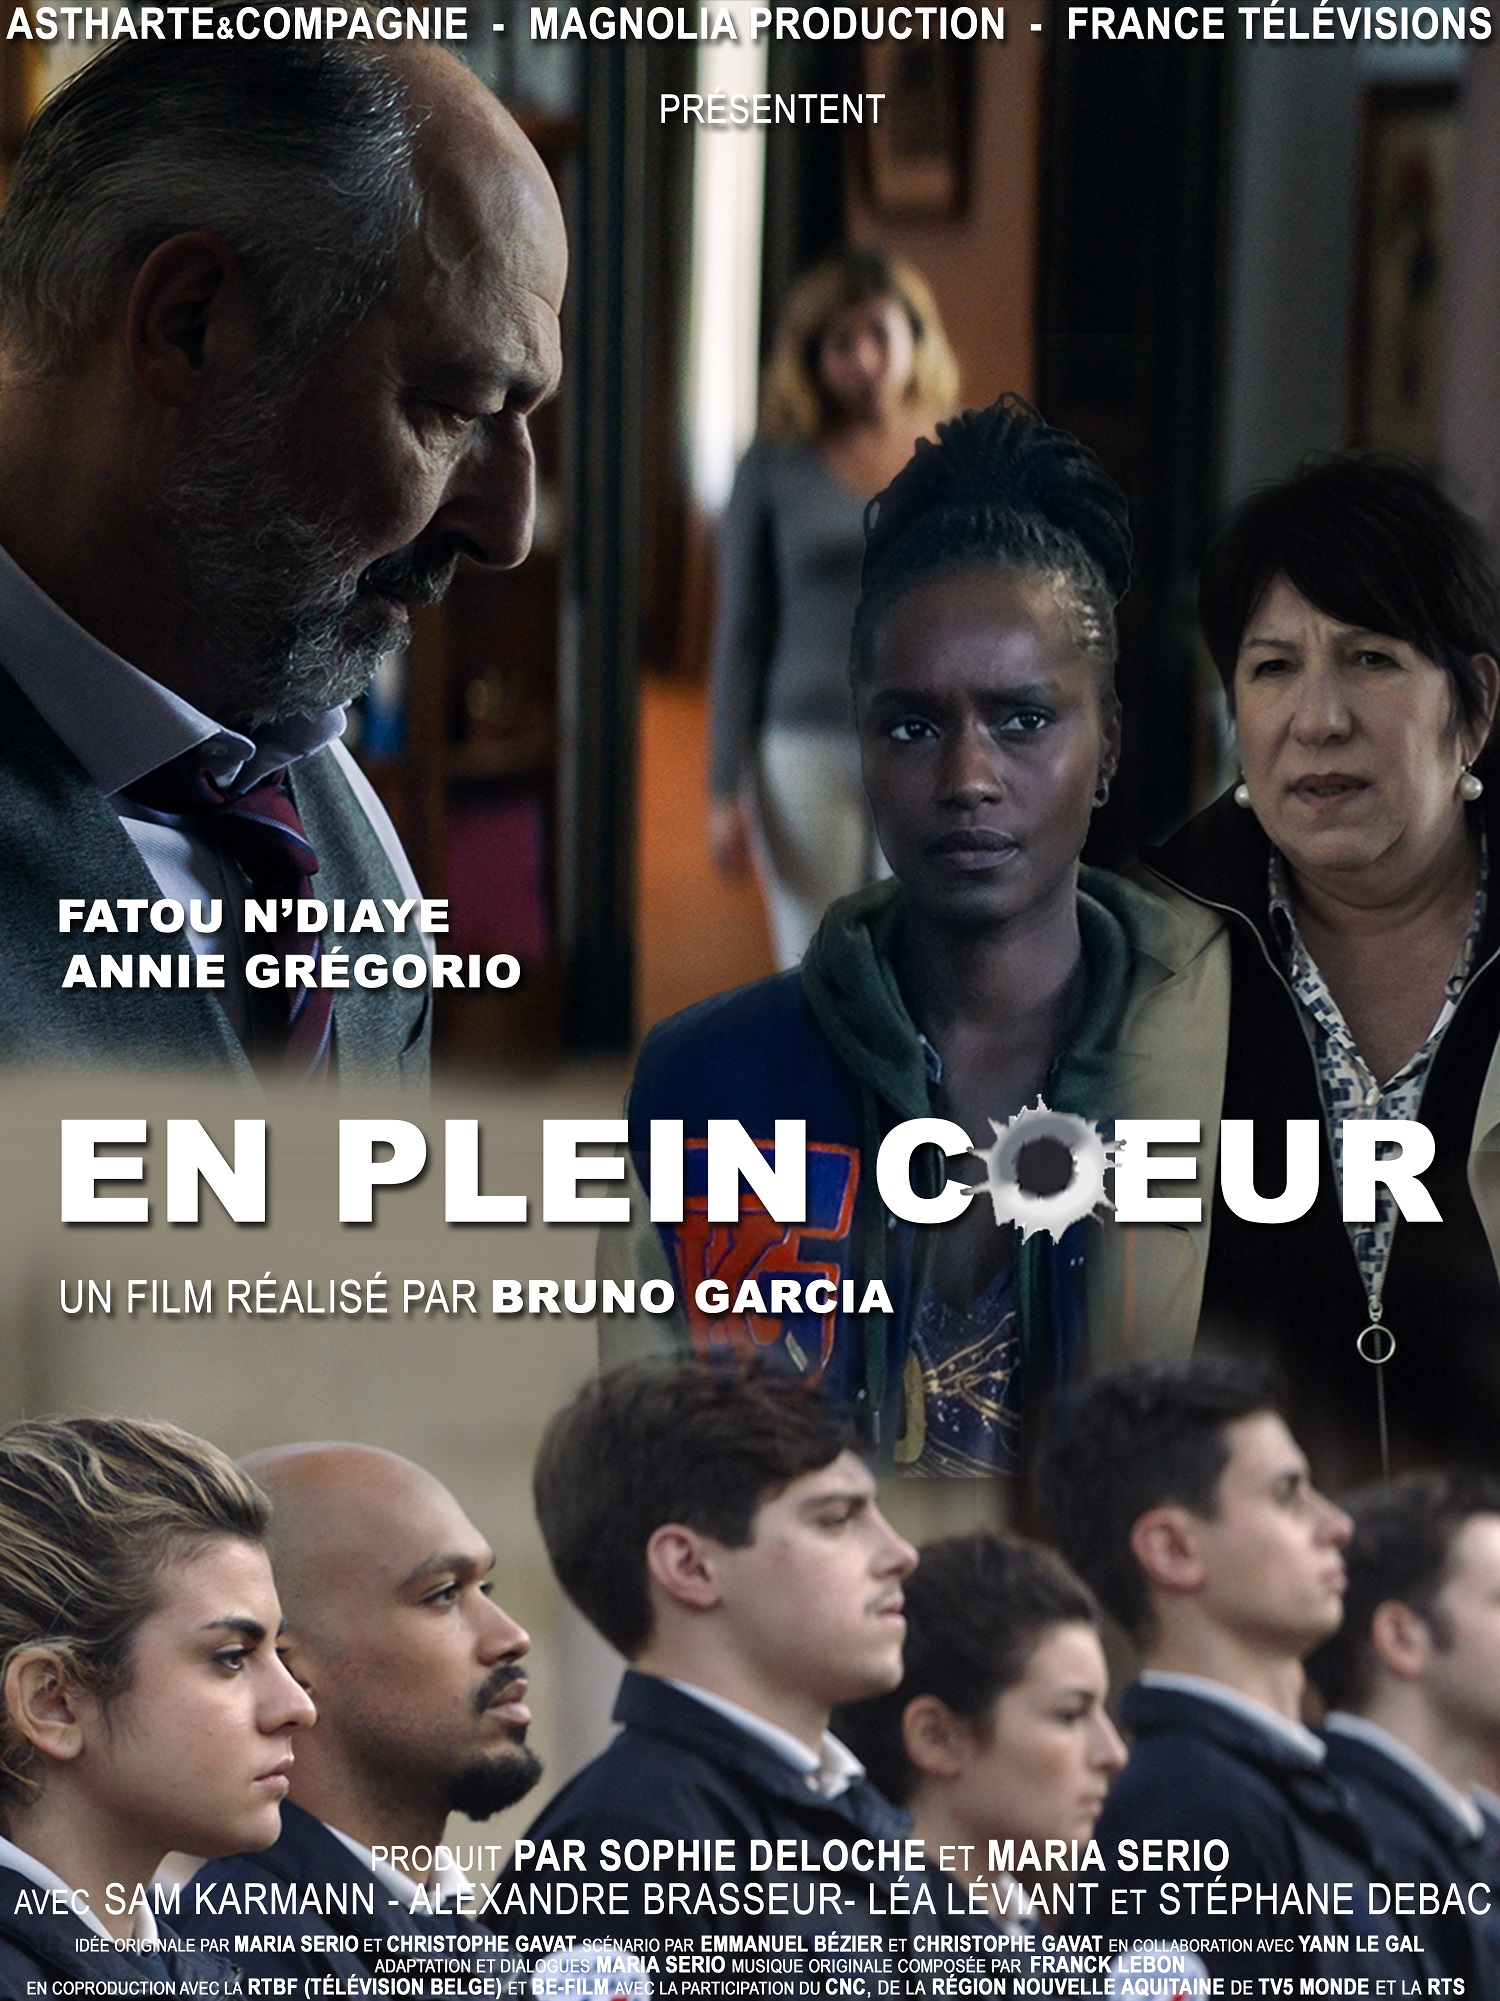 ASTHARTE&COMPAGNIE - MAGNOLIA PRODUCTION - FRANCE TÉLÉVISIONS
PRÉSENTENT
FATOU N'DIAYE
ANNIE GRÉGORIO
EN PLEIN COEUR
UN FILM RÉALISÉ PAR BRUNO GARCIA
PRODUIT PAR SOPHIE DELOCHE ET MARIA SERIO
AVEC SAM KARMANN - ALEXANDRE BRASSEUR- LÉA LÉVIANT ET STÉPHANE DEBAC
IDÉE ORIGINALE PAR MARIA SERIO ET CHRISTOPHE GAVAT SCÉNARIO PAR EMMANUEL BÉZIER ET CHRISTOPHE GAVAT EN COLLABORATION AVEC YANN LE GAL
ADAPTATION ET DIALOGUES MARIA SERIO MUSIQUE ORIGINALE COMPOSÉE PAR FRANCK LEBON
EN COPRODUCTION AVEC LA RTBF (TÉLÉVISION BELGE) ET BE-FILM AVEC LA PARTICIPATION DU CNC, DE LA RÉGION NOUVELLE AQUITAINE DE TV5 MONDE ET LA RTS